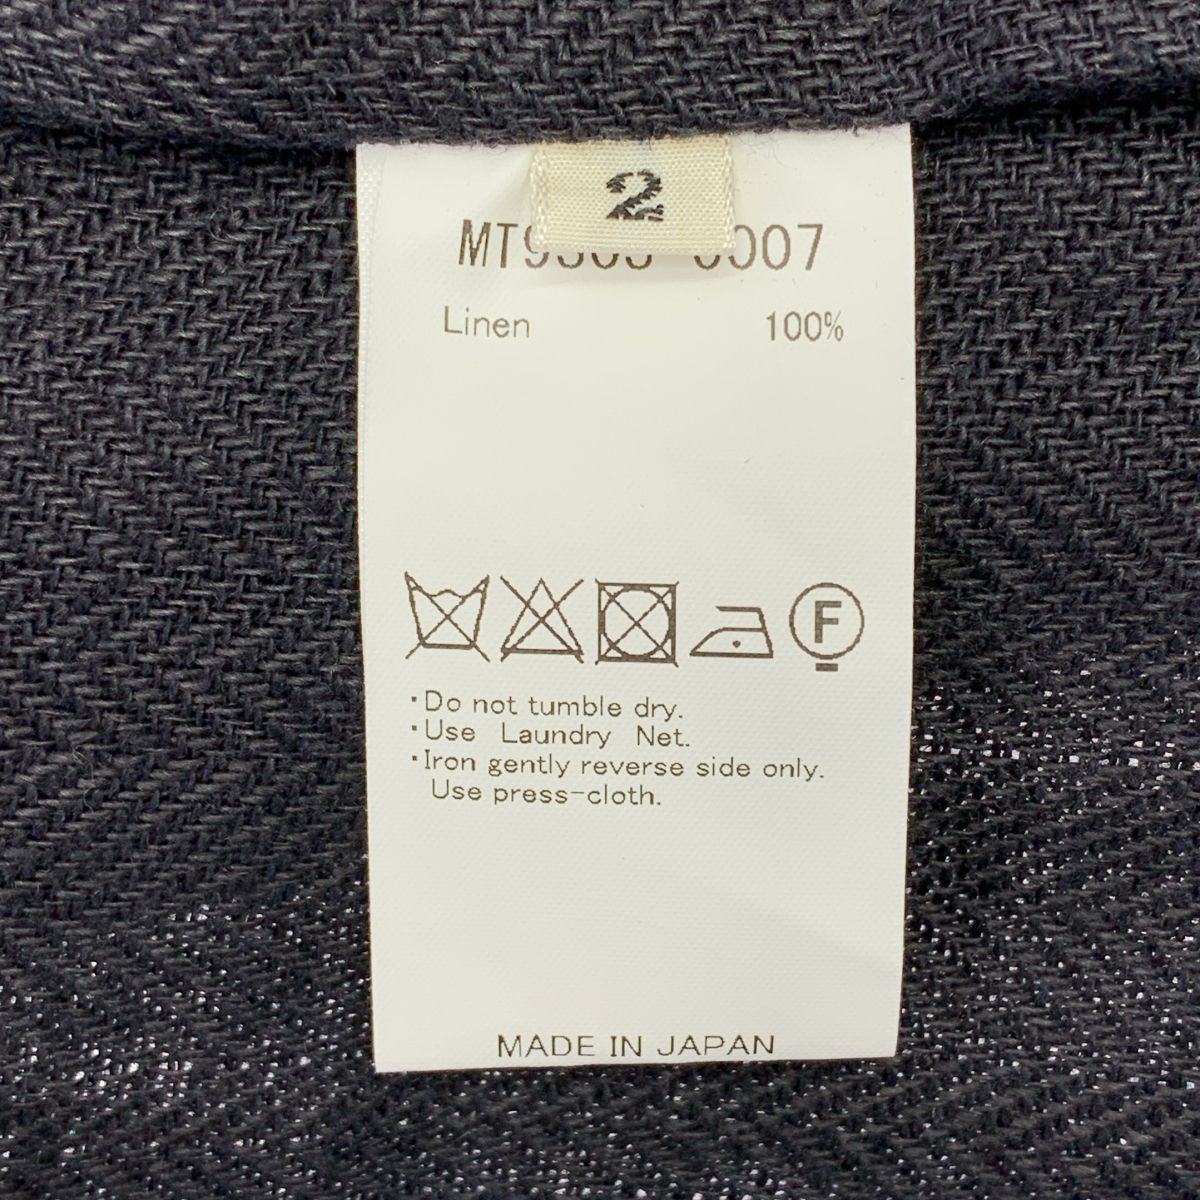 2
Linen 100%
F
·Do not tumble dry.
·Use Laundry Net.
·Iron gently reverse side only.
Use press-cloth.
MADE IN JAPAN